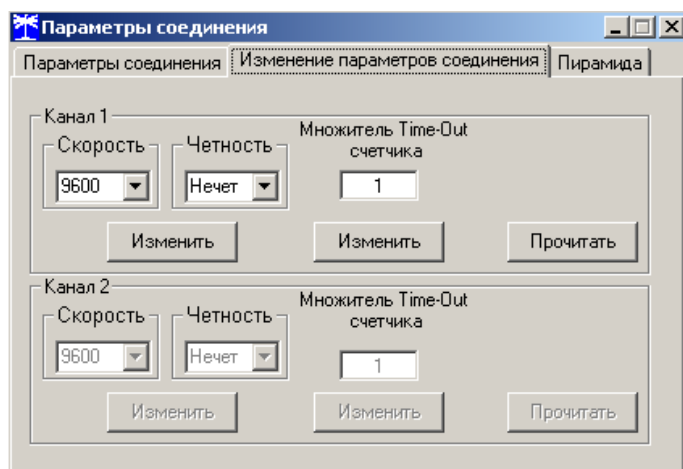 Параметры соединения
Параметры соединения Изменение параметров соединения Пирамида
Канал 1
Скорость Четность Множитель Time-Out
счетчика
9600 Нечет 1
Изменить Изменить Прочитать
Канал 2
Скорость Четность Множитель Time-Out
счетчика
9600 Нечет 1
Изменить Изменить Прочитать